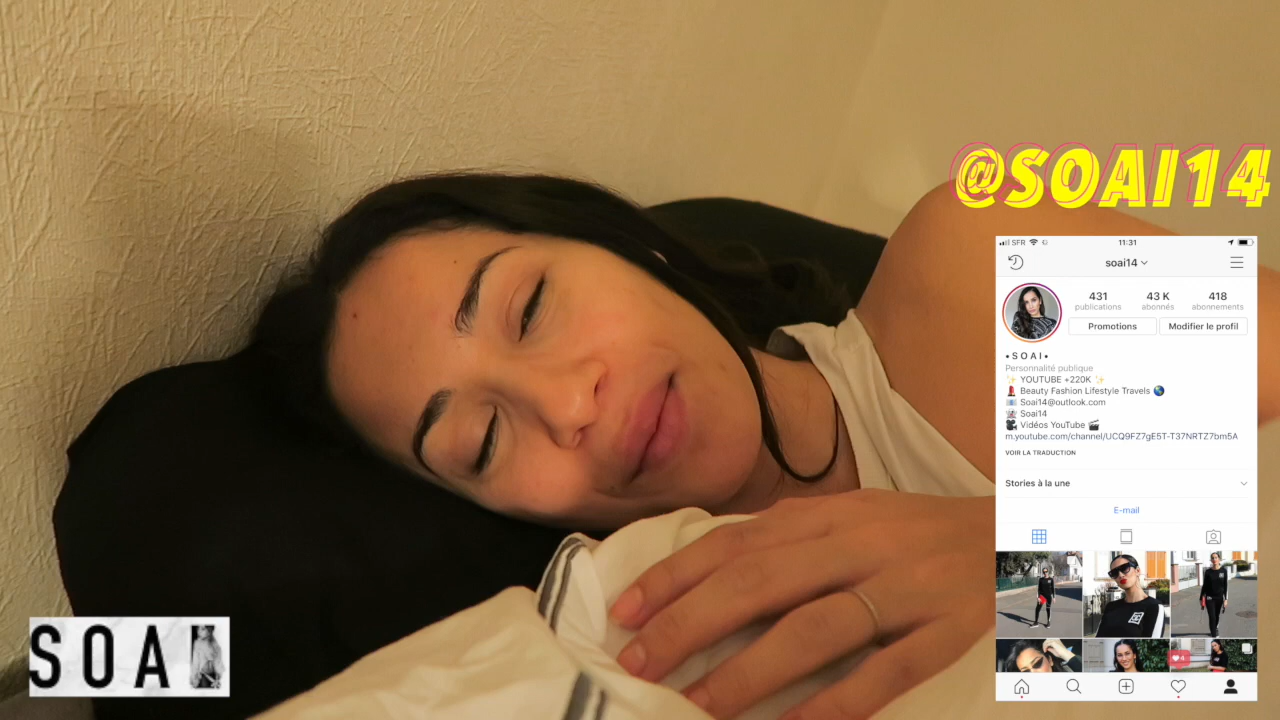 @SOAI14
SFR 11:31
soai14
431 43 K 418
publications abonnés abonnements
Promotions Modifier le profil
• S O A I •
Personnalité publique
✨ YOUTUBE +220K ✨
💄 Beauty Fashion Lifestyle Travels 🌎
📧 Soai14@outlook.com
👻 Soai14
🎥 Vidéos YouTube 🎬
m.youtube.com/channel/UCQ9FZ7gE5T-T37NRTZ7bm5A
VOIR LA TRADUCTION
Stories à la une
E-mail
4
SOAI